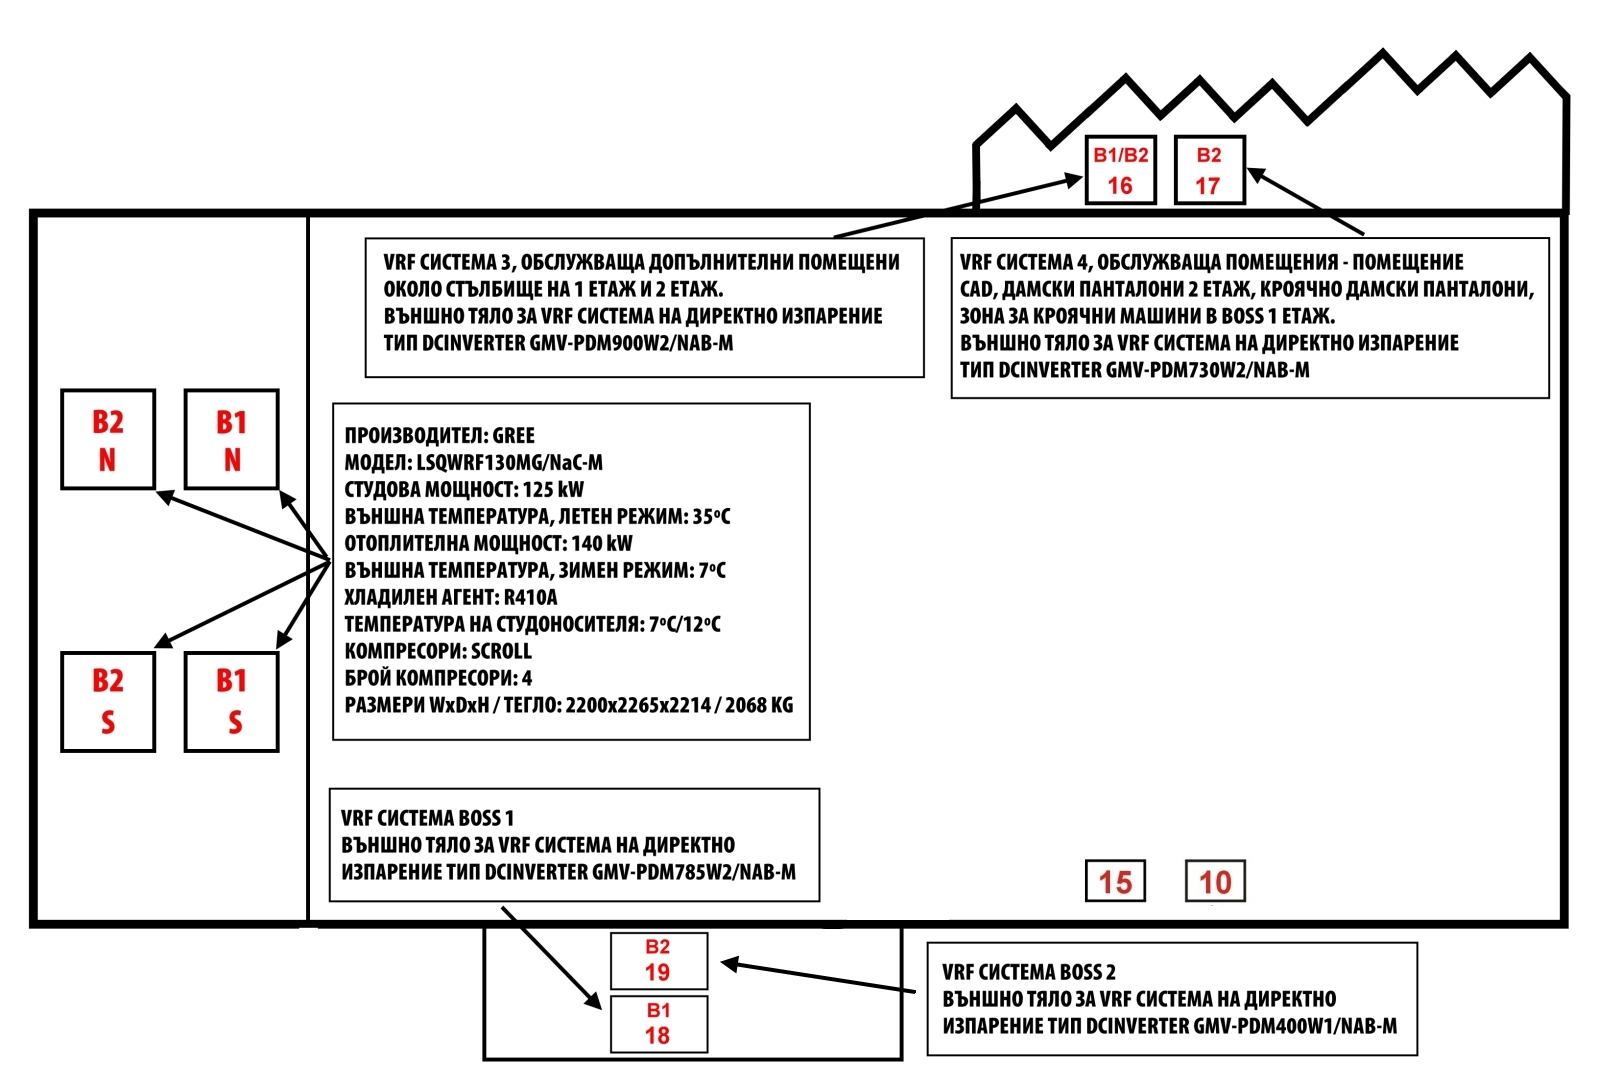 B1/B2
16
B2
17
VRF СИСТЕМА 3, ОБСЛУЖВАЩА ДОПЪЛНИТЕЛНИ ПОМЕЩЕНИ
ОКОЛО СТЪЛБИЩЕ НА 1 ЕТАЖ И 2 ЕТАЖ.
ВЪНШНО ТЯЛО ЗА VRF СИСТЕМА НА ДИРЕКТНО ИЗПАРЕНИЕ
ТИП DCINVERTER GMV-PDM900W2/NAB-M
VRF СИСТЕМА 4, ОБСЛУЖВАЩА ПОМЕЩЕНИЯ - ПОМЕЩЕНИЕ
CAD, ДАМСКИ ПАНТАЛОНИ 2 ЕТАЖ, КРОЯЧНО ДАМСКИ ПАНТАЛОНИ,
ЗОНА ЗА КРОЯЧНИ МАШИНИ В BOSS 1 ЕТАЖ.
ВЪНШНО ТЯЛО ЗА VRF СИСТЕМА НА ДИРЕКТНО ИЗПАРЕНИЕ
ТИП DCINVERTER GMV-PDM730W2/NAB-M
B2
N
B1
N
B2
S
B1
S
ПРОИЗВОДИТЕЛ: GREE
МОДЕЛ: LSQWRF130MG/NaC-M
СТУДОВА МОЩНОСТ: 125 kW
ВЪНШНА ТЕМПЕРАТУРА, ЛЕТЕН РЕЖИМ: 35ºC
ОТОПЛИТЕЛНА МОЩНОСТ: 140 kW
ВЪНШНА ТЕМПЕРАТУРА, ЗИМЕН РЕЖИМ: 7ºC
ХЛАДИЛЕН АГЕНТ: R410A
ТЕМПЕРАТУРА НА СТУДОНОСИТЕЛЯ: 7ºC/12ºC
КОМПРЕСОРИ: SCROLL
БРОЙ КОМПРЕСОРИ: 4
РАЗМЕРИ WxDxH / ТЕГЛО: 2200x2265x2214 / 2068 KG
VRF СИСТЕМА BOSS 1
ВЪНШНО ТЯЛО ЗА VRF СИСТЕМА НА ДИРЕКТНО
ИЗПАРЕНИЕ ТИП DCINVERTER GMV-PDM785W2/NAB-M
15
10
B2
19
B1
18
VRF СИСТЕМА BOSS 2
ВЪНШНО ТЯЛО ЗА VRF СИСТЕМА НА ДИРЕКТНО
ИЗПАРЕНИЕ ТИП DCINVERTER GMV-PDM400W1/NAB-M